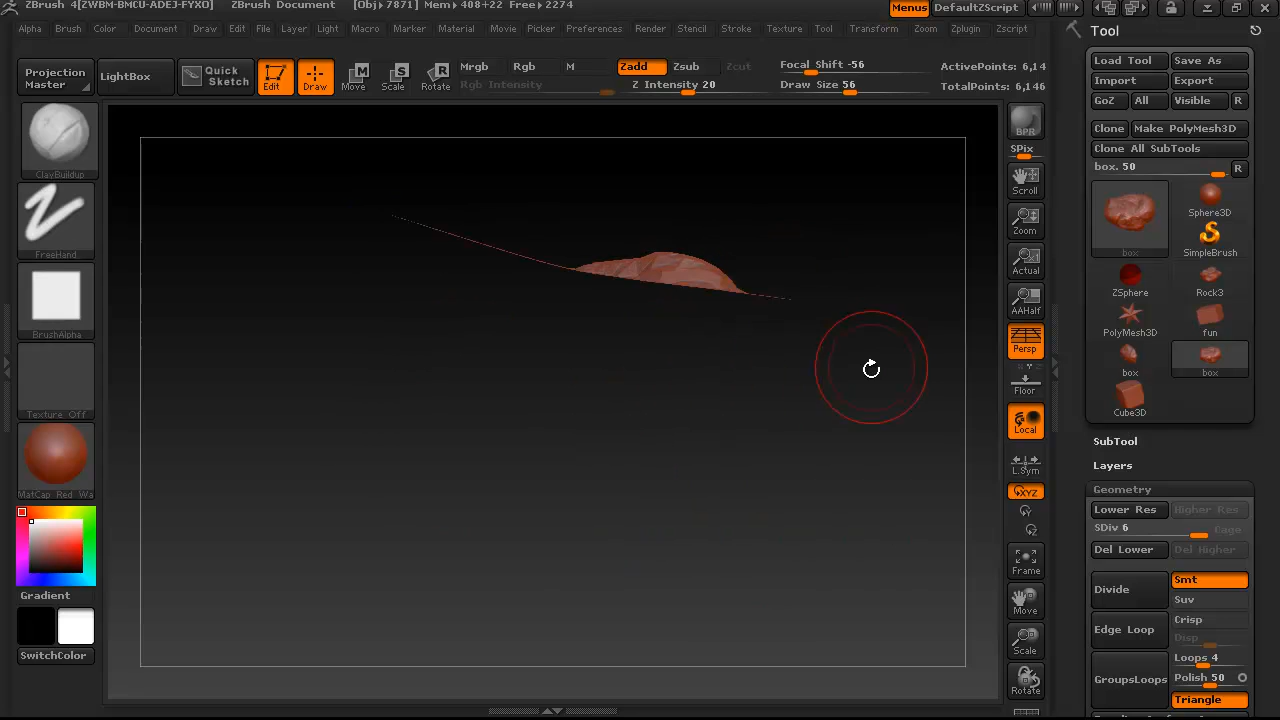 ZBrush 4[ZWBM-BMCU-ADEJ-FYXO] ZBrush Document [Obj>7871] Mem>408+22 Free>2274 Menus DefaultZScript
Alpha Brush Color Document Draw Edit File Layer Light Macro Marker Material Movie Picker Preferences Render Stencil Stroke Texture Tool Transform Zoom Zplugin Zscript
Projection Master
LightBox
Quick Sketch
Edit
Draw
Move
Scale
Rotate
Mrgb Rgb M Zadd Zsub Zcut
Rgb Intensity Z Intensity 20
Focal Shift -56
Draw Size 56
ActivePoints: 6,14
TotalPoints: 6,146
ClayBuildup
FreeHand
BrushAlpha
Texture Off
MatCap Red Wa
Gradient
SwitchColor
BPR
SPix
Scroll
Zoom
Actual
AAHalf
Persp
Floor
Local
L.Sym
XYZ
Y
Z
Frame
Move
Scale
Rotate
Tool
Load Tool Save As
Import Export
GoZ All Visible R
Clone Make PolyMesh3D
Clone All SubTools
box. 50 R
box Sphere3D
SimpleBrush
ZSphere Rock3
PolyMesh3D fun
box box
Cube3D
SubTool
Layers
Geometry
Lower Res Higher Res
SDiv 6 Cage
Del Lower Del Higher
Divide Smt
Suv
Edge Loop Crisp
Disp
Loops 4
GroupsLoops Polish 50
Triangle